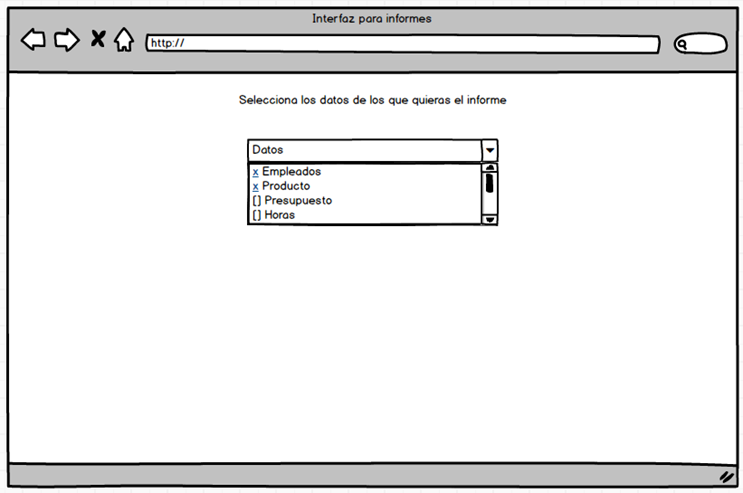 Interfaz para informes
http://
Selecciona los datos de los que quieras el informe
Datos
x Empleados
x Producto
[] Presupuesto
[] Horas